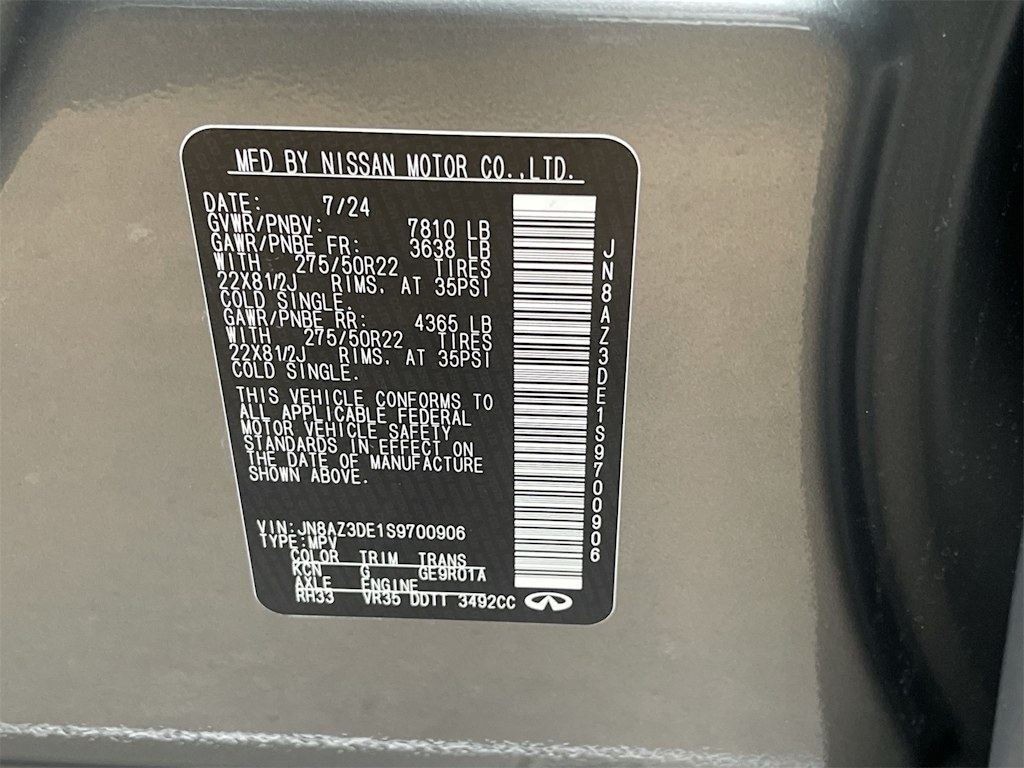 MFD BY NISSAN MOTOR CO.,LTD.
DATE: 7/24
GVWR/PNBV: 7810 LB
GAWR/PNBE FR: 3638 LB
WITH 275/50R22 TIRES
22X81/2J RIMS, AT 35PSI
COLD SINGLE.
GAWR/PNBE RR: 4365 LB
WITH 275/50R22 TIRES
22X81/2J RIMS, AT 35PSI
COLD SINGLE.
THIS VEHICLE CONFORMS TO
ALL APPLICABLE FEDERAL
MOTOR VEHICLE SAFETY
STANDARDS IN EFFECT ON
THE DATE OF MANUFACTURE
SHOWN ABOVE.
VIN:JN8AZ3DE1S9700906
TYPE:MPV
COLOR TRIM TRANS
KCN G GE9R01A
AXLE ENGINE
RH33 VR35 DDTT 3492CC
JN8AZ3DE1S9700906